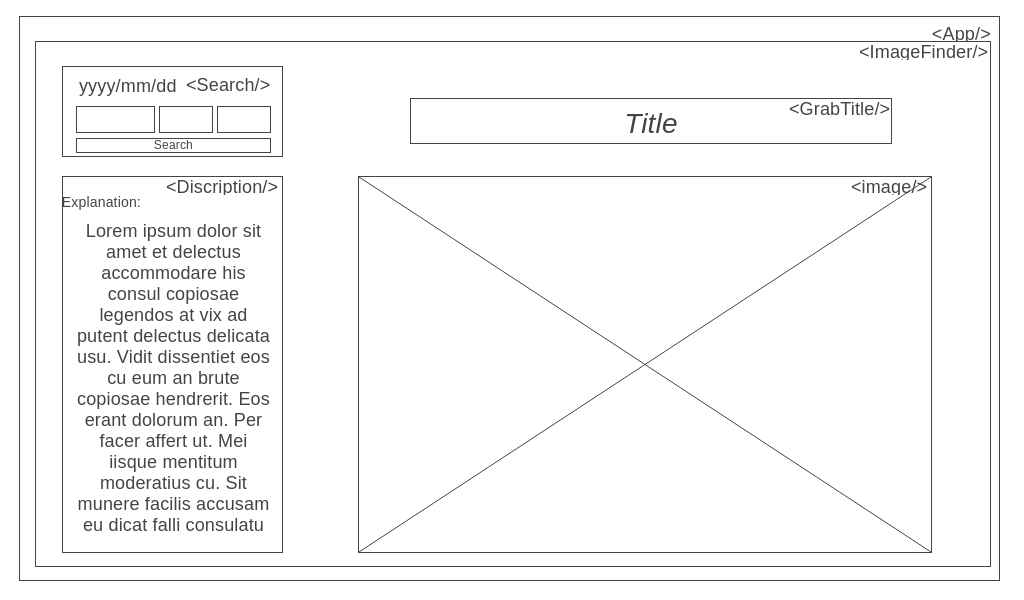 <App/>
<ImageFinder/>
yyyy/mm/dd <Search/>
Search
<GrabTitle/>
Title
<Discription/>
Explanation:
Lorem ipsum dolor sit
amet et delectus
accommodare his
consul copiosae
legendos at vix ad
putent delectus delicata
usu. Vidit dissentiet eos
cu eum an brute
copiosae hendrerit. Eos
erant dolorum an. Per
facer affert ut. Mei
iisque mentitum
moderatius cu. Sit
munere facilis accusam
eu dicat falli consulatu
<image/>